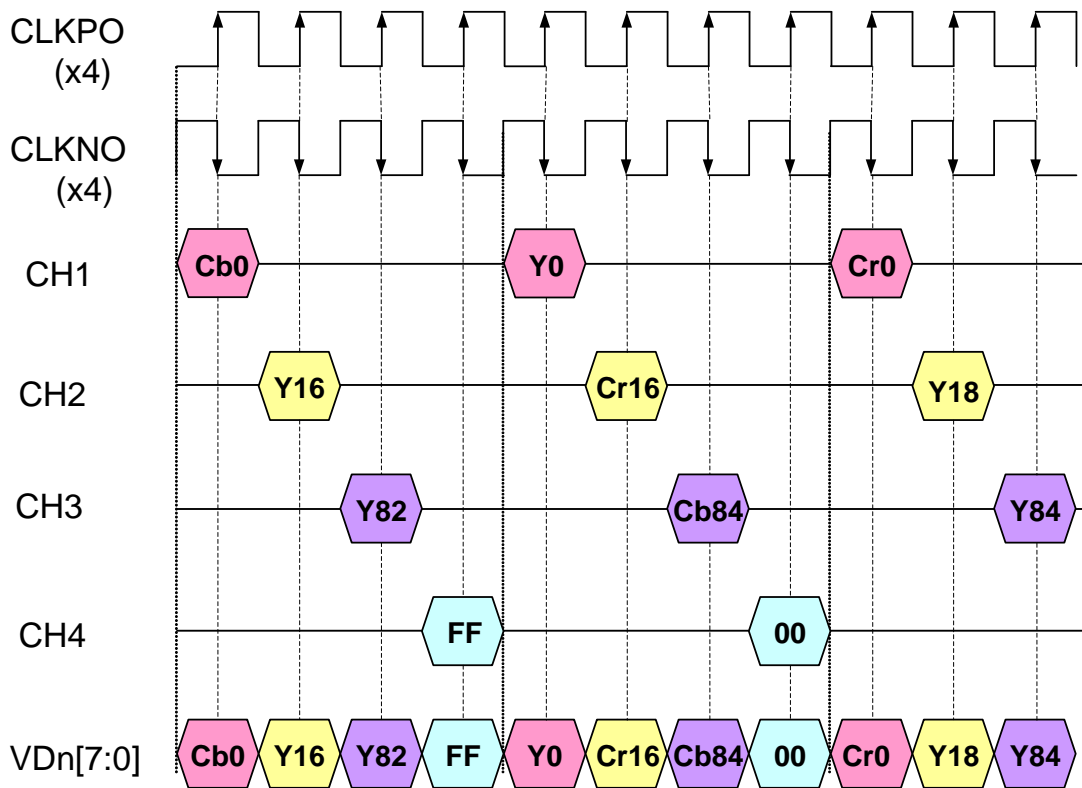 CLKPO
(x4)
CLKNO
(x4)
CH1 Cb0 Y0 Cr0
CH2 Y16 Cr16 Y18
CH3 Y82 Cb84 Y84
CH4 FF 00
VDn[7:0] Cb0 Y16 Y82 FF Y0 Cr16 Cb84 00 Cr0 Y18 Y84